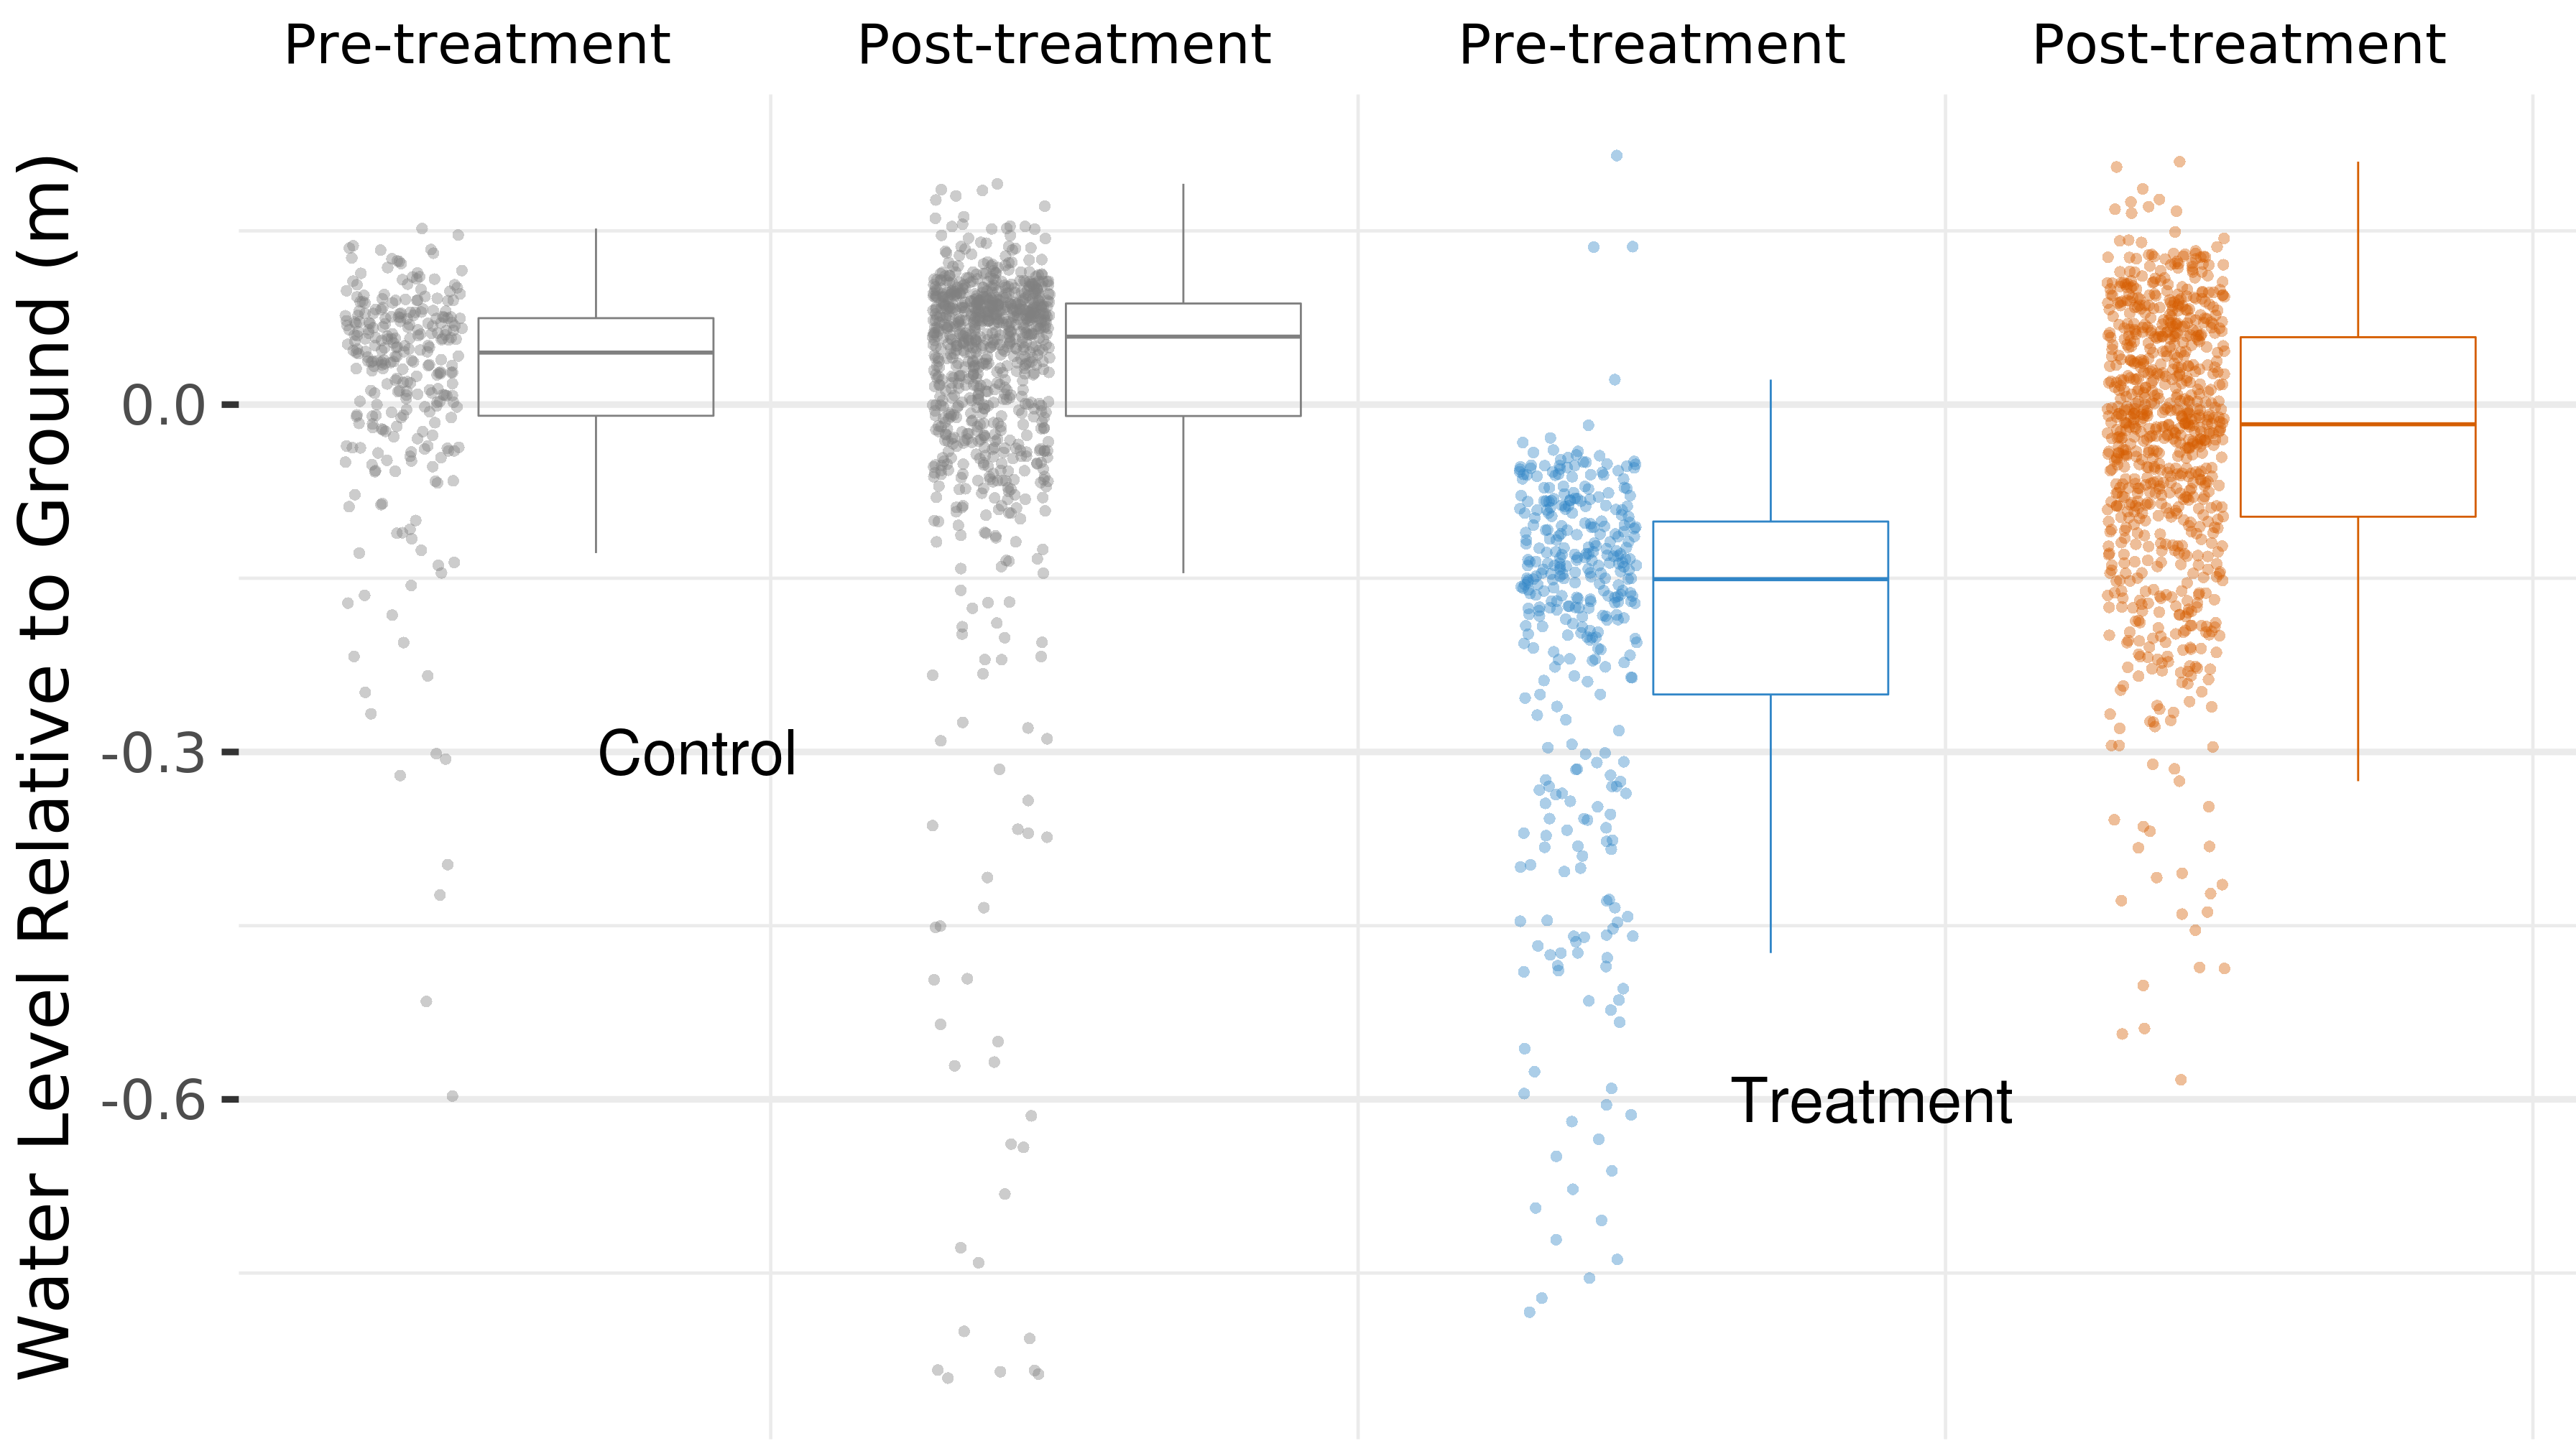 Pre-treatment Post-treatment Pre-treatment Post-treatment
Water Level Relative to Ground (m)
0.0
-0.3
Control
-0.6
Treatment